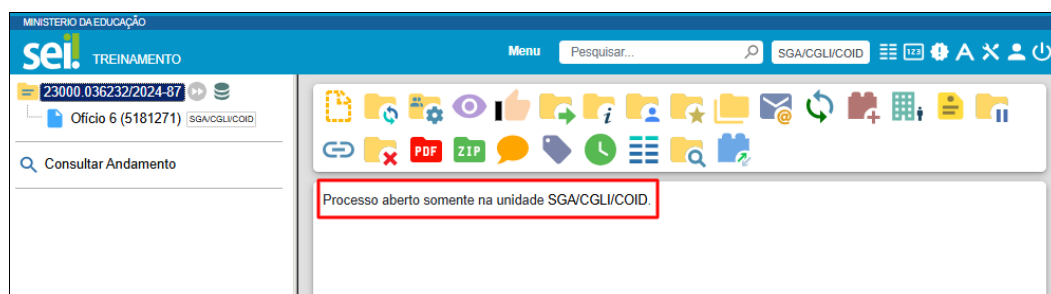 MINISTERIO DA EDUCAÇÃO
sei! TREINAMENTO
Menu
Pesquisar...
SGA/CGLI/COID
123
23000.036232/2024-87
Ofício 6 (5181271) SGA/CGLI/COID
Consultar Andamento
PDF
ZIP
Processo aberto somente na unidade SGA/CGLI/COID.